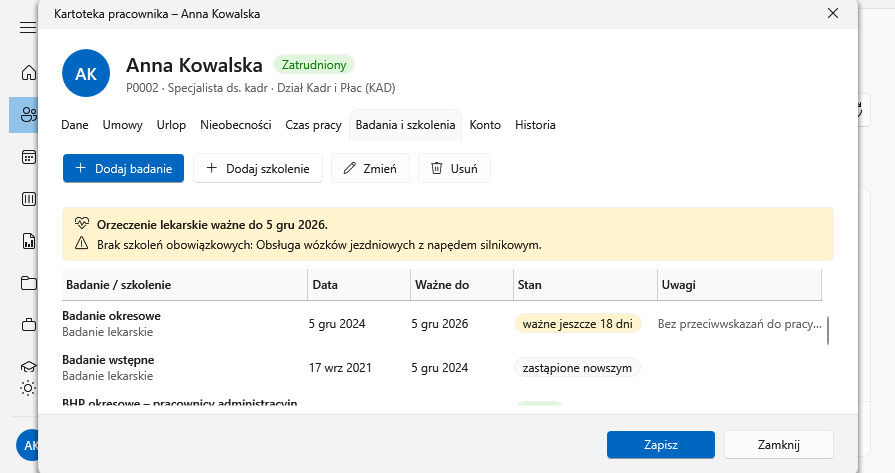 Kartoteka pracownika – Anna Kowalska
AK
Anna Kowalska
Zatrudniony
P0002 · Specjalista ds. kadr · Dział Kadr i Płac (KAD)
Dane Umowy Urlop Nieobecności Czas pracy Badania i szkolenia Konto Historia
Dodaj badanie Dodaj szkolenie Zmień Usuń
Orzeczenie lekarskie ważne do 5 gru 2026.
Brak szkoleń obowiązkowych: Obsługa wózków jezdniowych z napędem silnikowym.
Badanie / szkolenie Data Ważne do Stan Uwagi
Badanie okresowe
Badanie lekarskie
5 gru 2024 5 gru 2026 ważne jeszcze 18 dni Bez przeciwwskazań do pracy...
Badanie wstępne
Badanie lekarskie
17 wrz 2021 5 gru 2024 zastąpione nowszym
BHP okresowe – pracownicy administracyjn
AK
Zapisz Zamknij